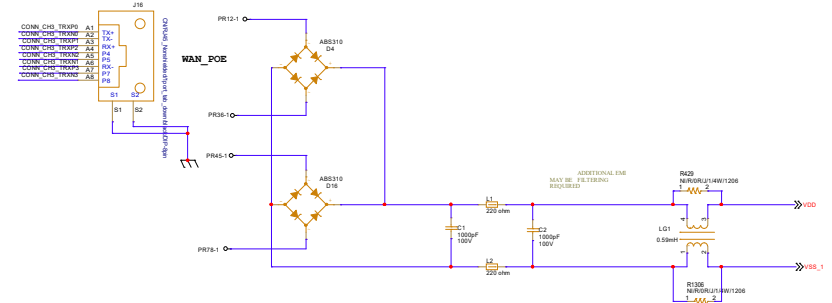 J16
CONN_CH3_TRXP0 A1 TX+
CONN_CH3_TRXN0 A2 TX-
CONN_CH3_TRXP1 A3 RX+
CONN_CH3_TRXP2 A4 P4
CONN_CH3_TRXN2 A5 P5
CONN_CH3_TRXN1 A6 RX-
CONN_CH3_TRXP3 A7 P7
CONN_CH3_TRXN3 A8 P8
S1 S2
S1 S2
WAN_POE
PR12-1
ABS310
D4
PR36-1
PR45-1
ABS310
D16
PR78-1
C1
1000pF
100V
L1
220 ohm
L2
220 ohm
C2
1000pF
100V
ADDITIONAL EMI
MAY BE FILTERING
REQUIRED
R429
NI/R/0R/J/1/4W/1206
1 2
4 3
LG1
0.59mH
1 2
R1306
NI/R/0R/J/1/4W/1206
1 2
VDD
VSS_1